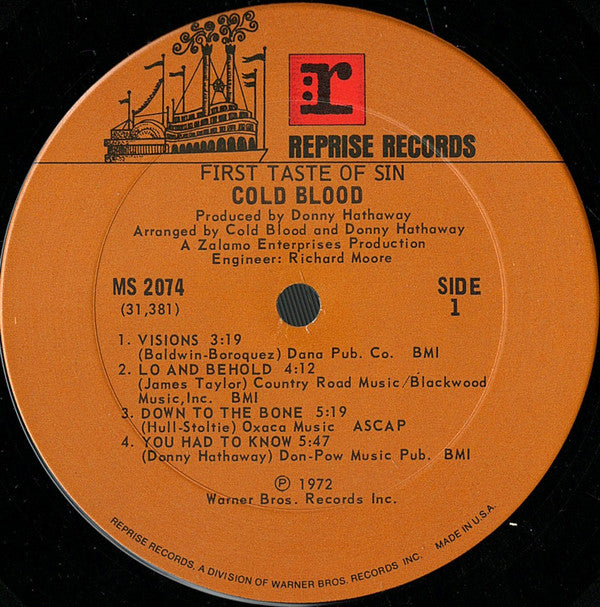 r
REPRISE RECORDS
FIRST TASTE OF SIN
COLD BLOOD
Produced by Donny Hathaway
Arranged by Cold Blood and Donny Hathaway
A Zalamo Enterprises Production
Engineer: Richard Moore
MS 2074
(31,381)
SIDE
1
1. VISIONS 3:19
(Baldwin-Boroquez) Dana Pub. Co. BMI
2. LO AND BEHOLD 4:12
(James Taylor) Country Road Music/Blackwood
Music,Inc. BMI
3. DOWN TO THE BONE 5:19
(Hull-Stoltie) Oxaca Music ASCAP
4. YOU HAD TO KNOW 5:47
(Donny Hathaway) Don-Pow Music Pub. BMI
℗ 1972
Warner Bros. Records Inc.
REPRISE RECORDS, A DIVISION OF WARNER BROS. RECORDS INC. MADE IN U.S.A.